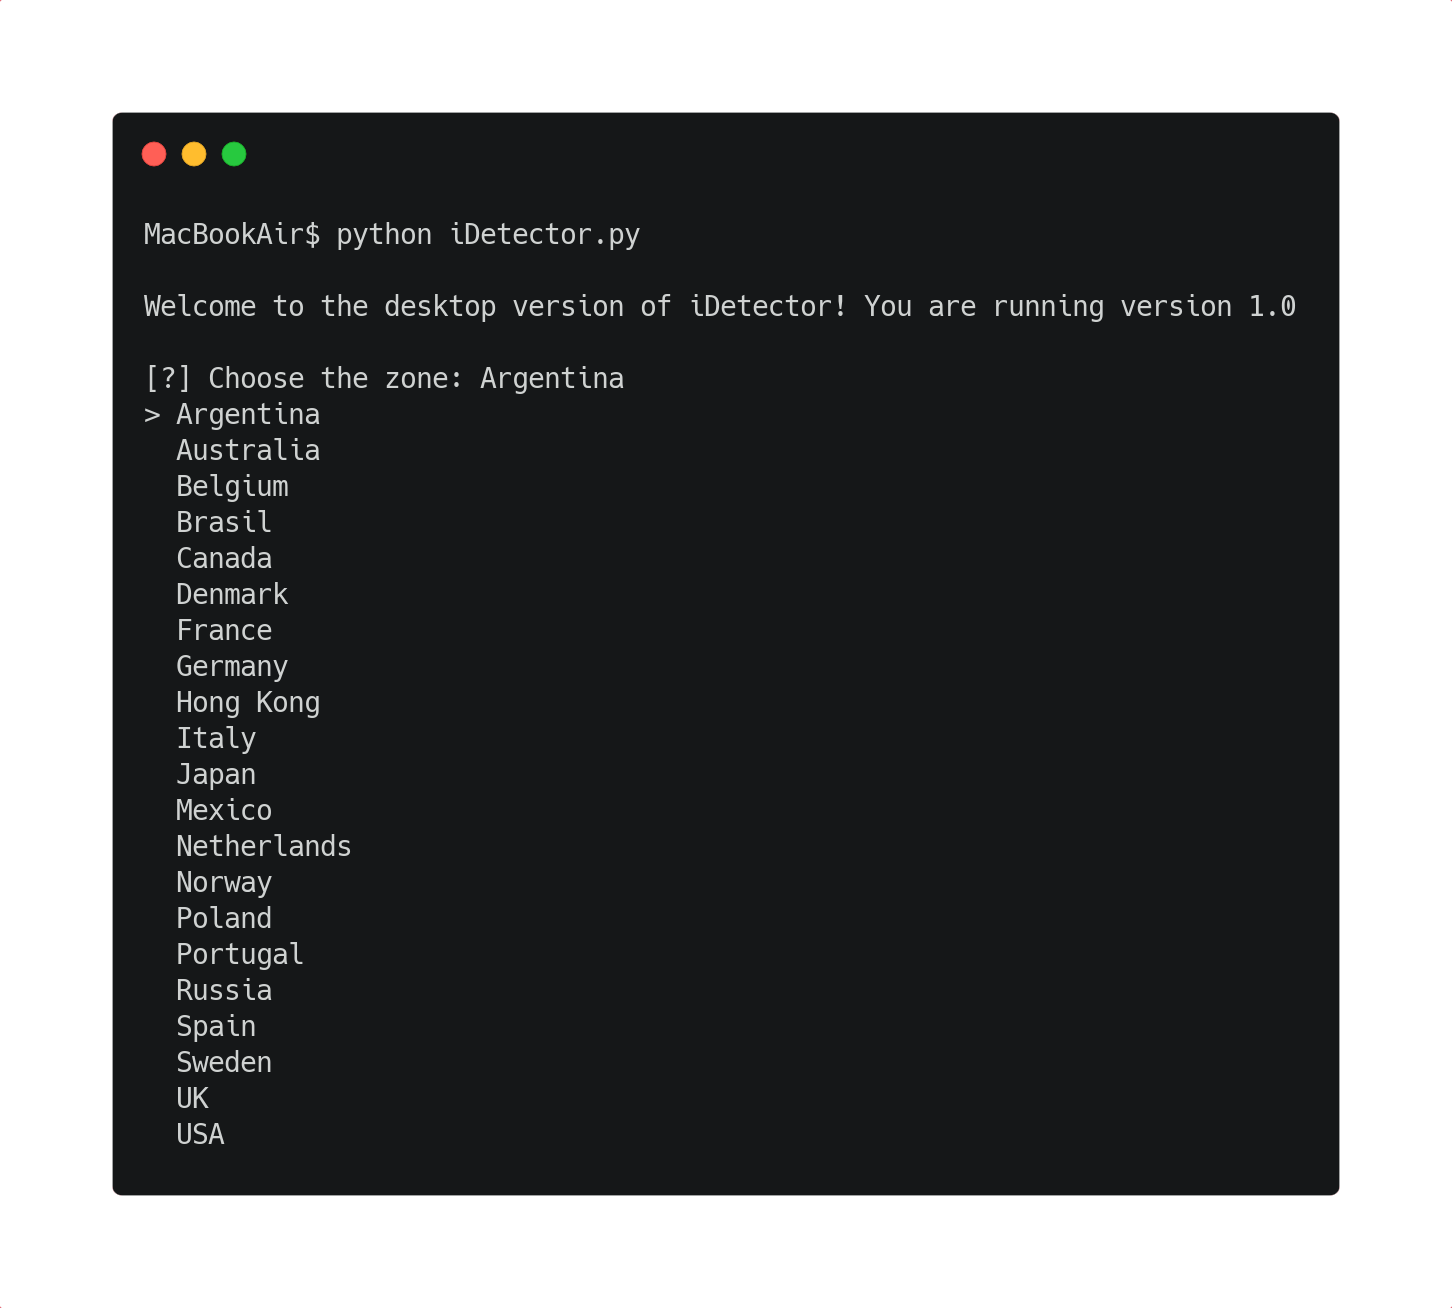 MacBookAir$ python iDetector.py
Welcome to the desktop version of iDetector! You are running version 1.0
[?] Choose the zone: Argentina
> Argentina
Australia
Belgium
Brasil
Canada
Denmark
France
Germany
Hong Kong
Italy
Japan
Mexico
Netherlands
Norway
Poland
Portugal
Russia
Spain
Sweden
UK
USA